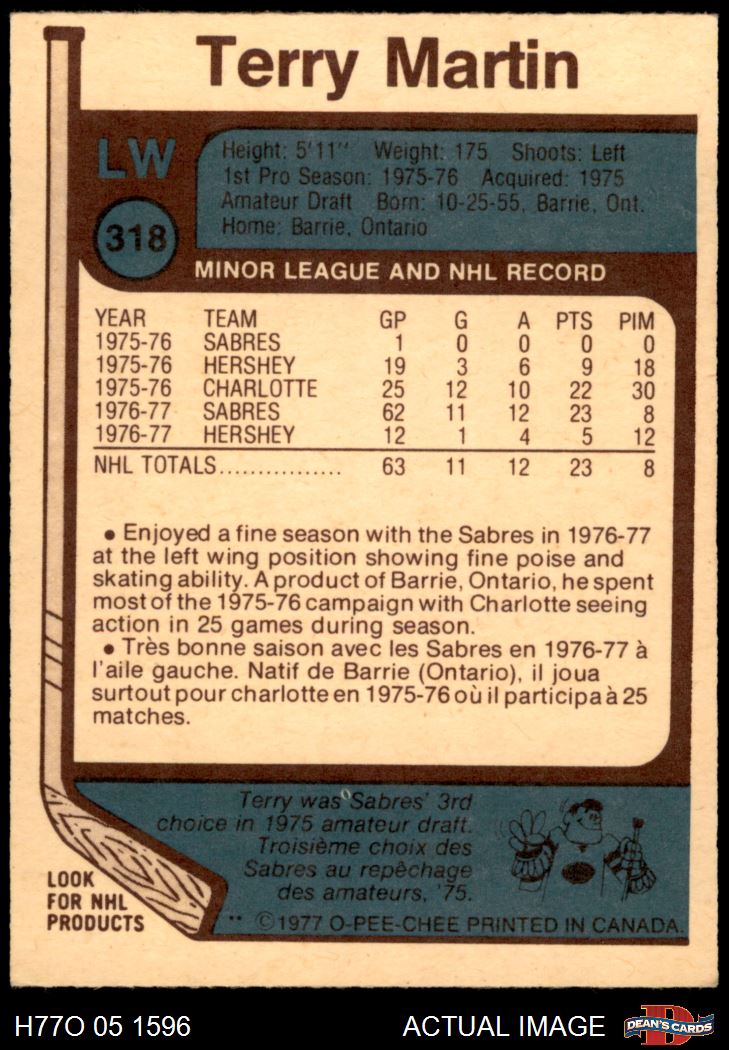 Terry Martin
LW
318
Height: 5'11" Weight: 175 Shoots: Left
1st Pro Season: 1975-76 Acquired: 1975
Amateur Draft Born: 10-25-55, Barrie, Ont.
Home: Barrie, Ontario
MINOR LEAGUE AND NHL RECORD
YEAR TEAM GP G A PTS PIM
1975-76 SABRES 1 0 0 0 0
1975-76 HERSHEY 19 3 6 9 18
1975-76 CHARLOTTE 25 12 10 22 30
1976-77 SABRES 62 11 12 23 8
1976-77 HERSHEY 12 1 4 5 12
NHL TOTALS................ 63 11 12 23 8
• Enjoyed a fine season with the Sabres in 1976-77
at the left wing position showing fine poise and
skating ability. A product of Barrie, Ontario, he spent
most of the 1975-76 campaign with Charlotte seeing
action in 25 games during season.
• Très bonne saison avec les Sabres en 1976-77 à
l'aile gauche. Natif de Barrie (Ontario), il joua
surtout pour charlotte en 1975-76 où il participa à 25
matches.
Terry was Sabres' 3rd
choice in 1975 amateur draft.
Troisième choix des
Sabres au repêchage
des amateurs, '75.
LOOK
FOR NHL
PRODUCTS
** ©1977 O-PEE-CHEE PRINTED IN CANADA.
H77O 05 1596
ACTUAL IMAGE
D
DEAN'S CARDS